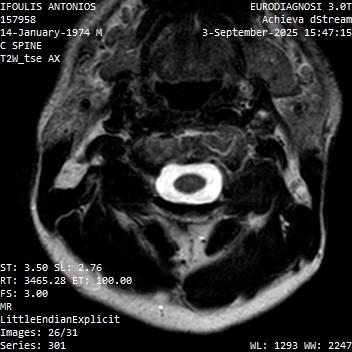 IFOULIS ANTONIOS
EURODIAGNOSI 3.0T
157958
Achieva dStream
14-January-1974 M
3-September-2025 15:47:15
C SPINE
T2W_tse AX
ST: 3.50 SL: 2.76
RT: 3465.28 ET: 100.00
FS: 3.00
MR
LittleEndianExplicit
Images: 26/31
Series: 301
WL: 1293 WW: 2247